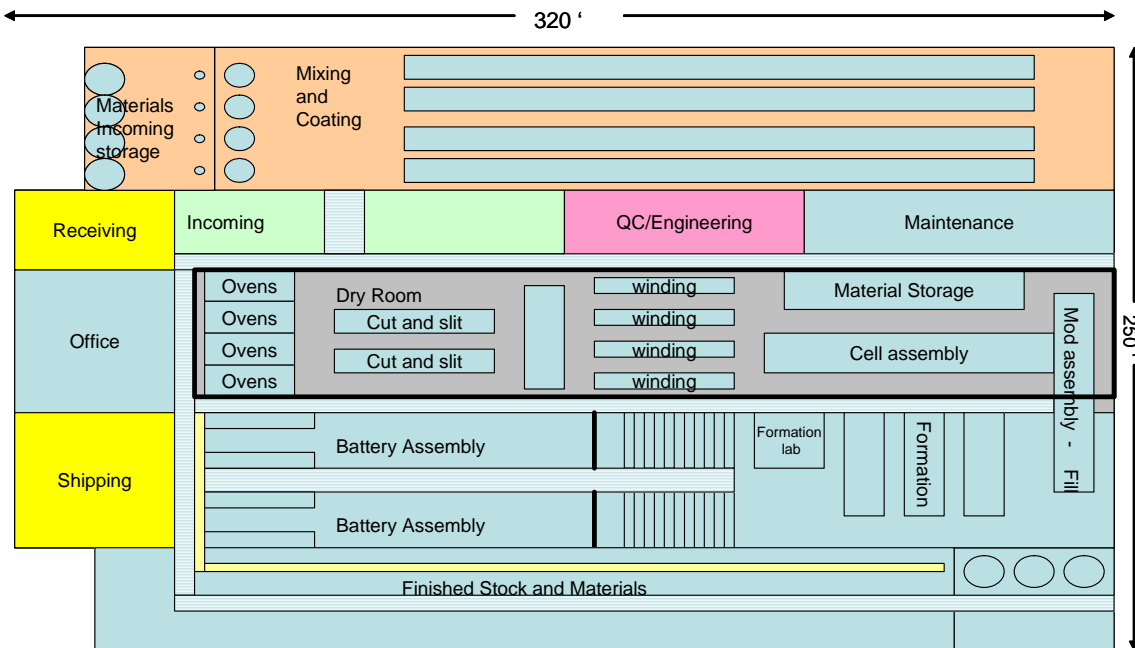 320 ‘
Materials
Incoming
storage
Mixing
and
Coating
Receiving
Incoming
QC/Engineering
Maintenance
Office
Ovens
Ovens
Ovens
Ovens
Dry Room
Cut and slit
Cut and slit
winding
winding
winding
winding
Material Storage
Cell assembly
Mod assembly - Fill
250 ‘
Shipping
Battery Assembly
Battery Assembly
Formation
lab
Formation
Finished Stock and Materials